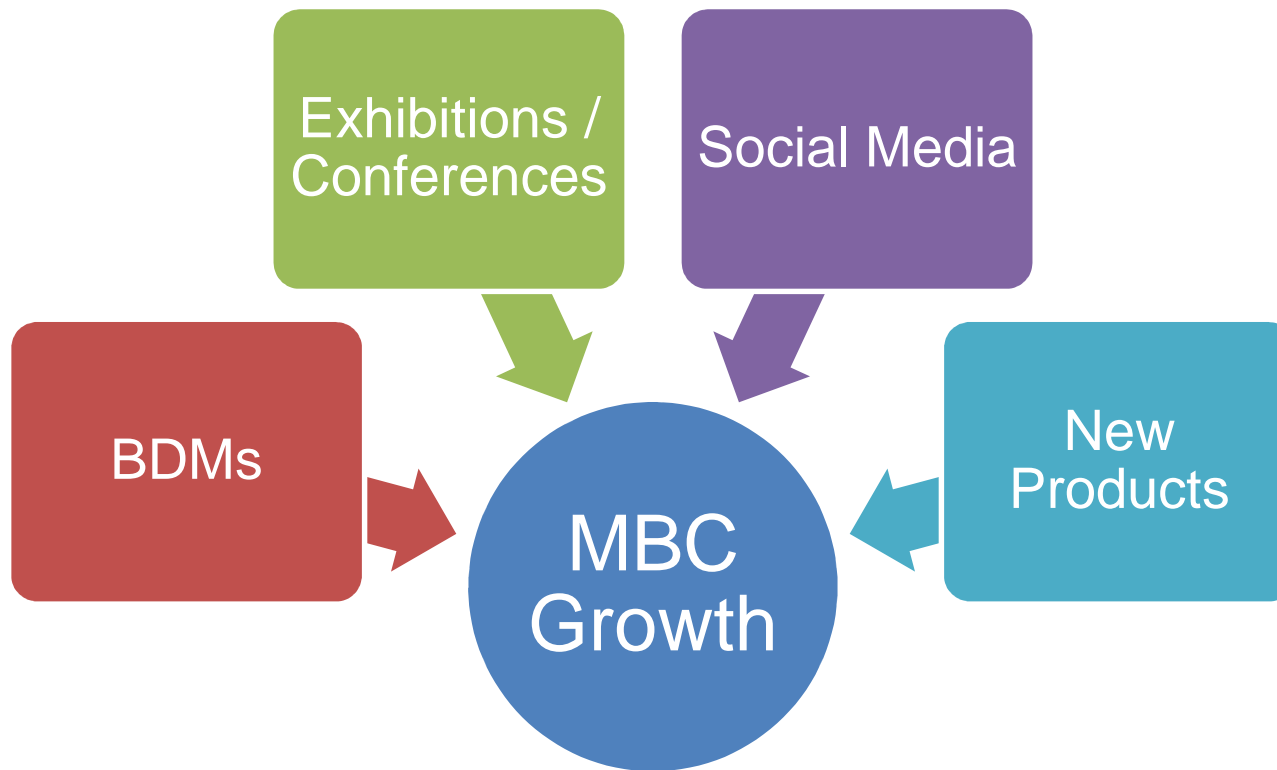 Exhibitions /
Conferences
Social Media
BDMs
New
Products
MBC
Growth